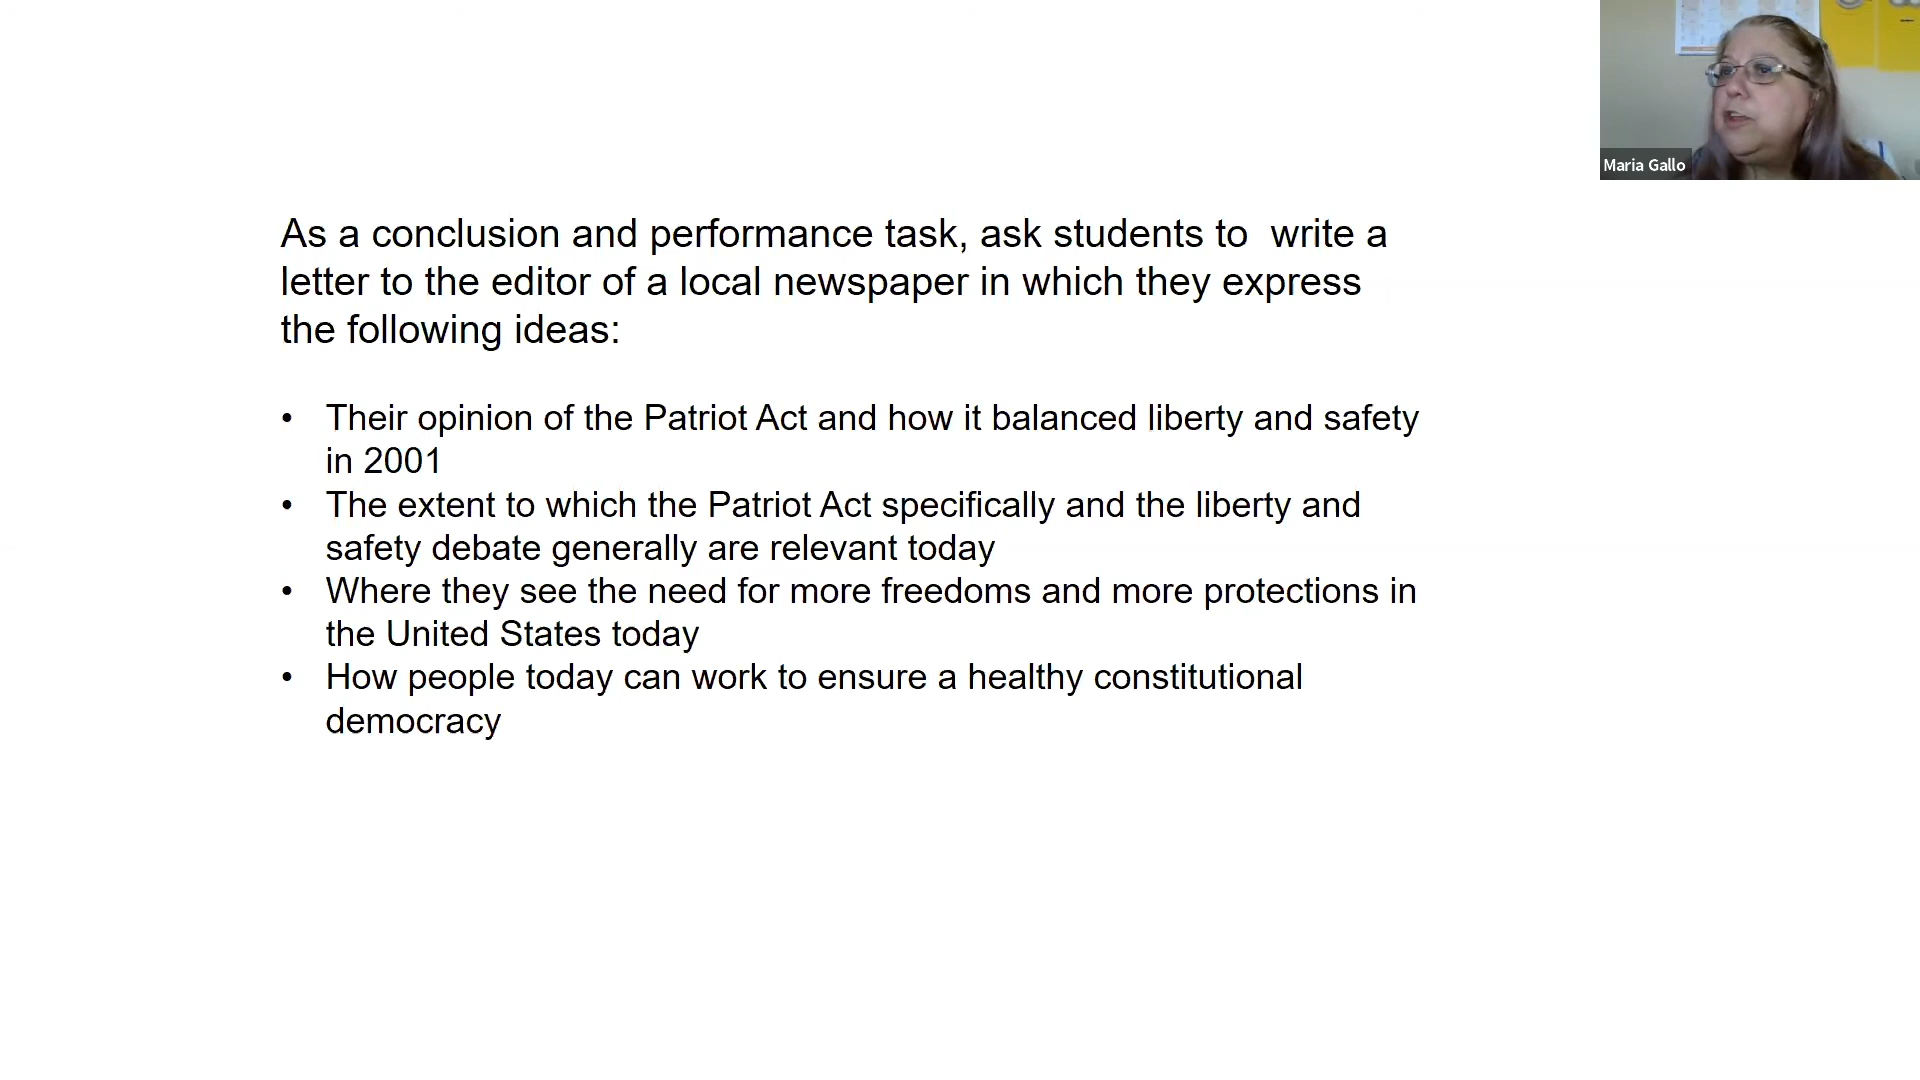 Maria Gallo
As a conclusion and performance task, ask students to  write a
letter to the editor of a local newspaper in which they express
the following ideas:
• Their opinion of the Patriot Act and how it balanced liberty and safety
in 2001
• The extent to which the Patriot Act specifically and the liberty and
safety debate generally are relevant today
• Where they see the need for more freedoms and more protections in
the United States today
• How people today can work to ensure a healthy constitutional
democracy